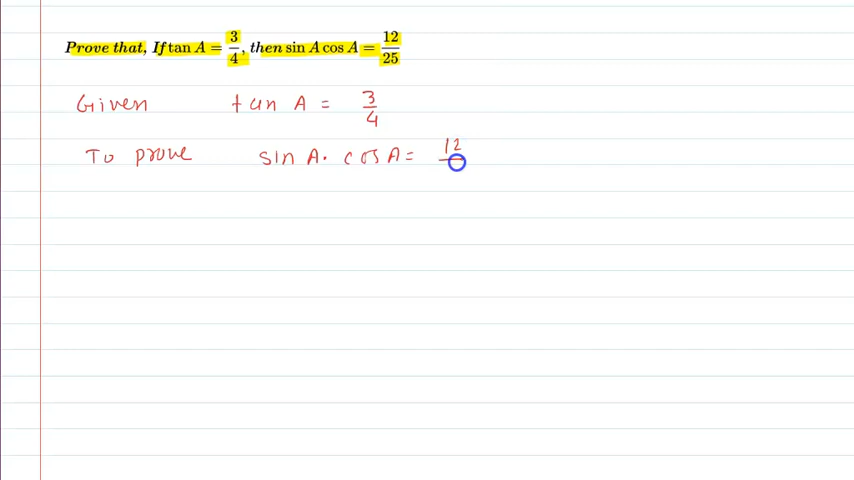 Prove that, If tan A = 3/4, then sin A cos A = 12/25
Given tan A = 3/4
To prove sin A. cos A = 12/